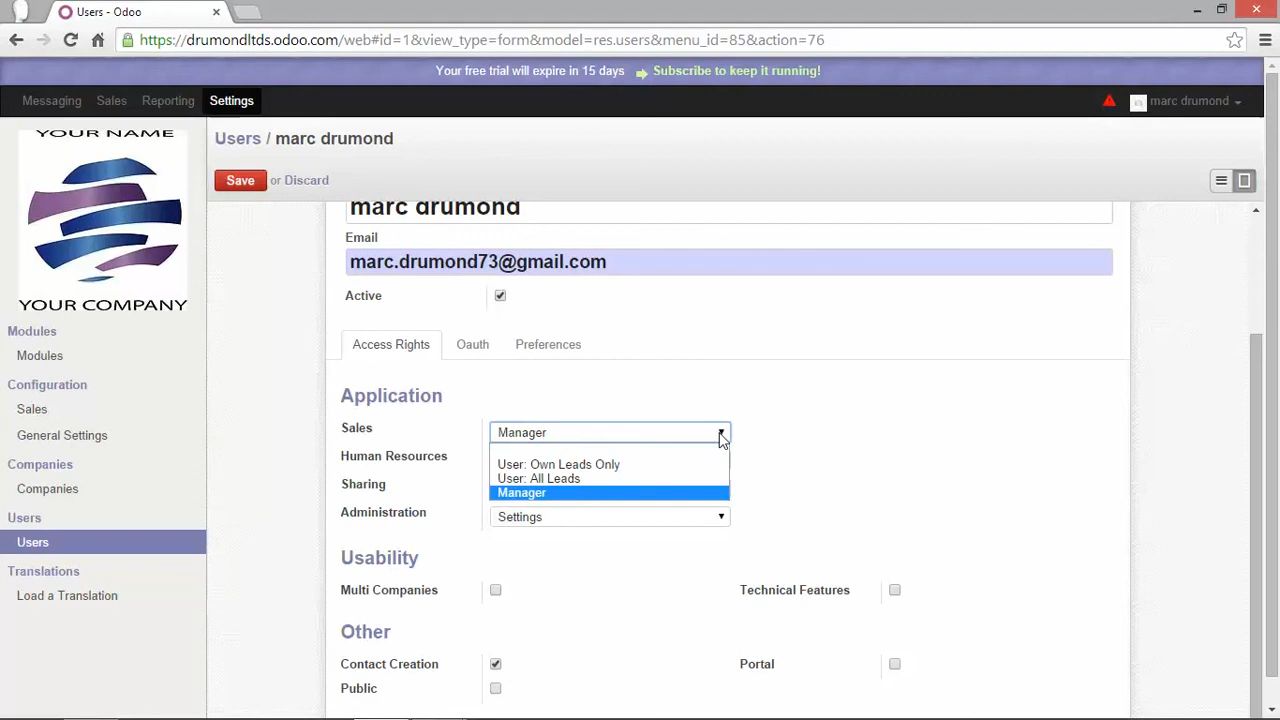 Users - Odoo
https://drumondltds.odoo.com/web#id=1&view_type=form&model=res.users&menu_id=85&action=76
Your free trial will expire in 15 days Subscribe to keep it running!
Messaging Sales Reporting Settings marc drumond
YOUR NAME
YOUR COMPANY
Modules
Modules
Configuration
Sales
General Settings
Companies
Companies
Users
Users
Translations
Load a Translation
Users / marc drumond
Save or Discard
marc drumond
Email
marc.drumond73@gmail.com
Active
Access Rights Oauth Preferences
Application
Sales Manager
User: Own Leads Only
User: All Leads
Manager
Human Resources
Sharing
Administration Settings
Usability
Multi Companies Technical Features
Other
Contact Creation Portal
Public